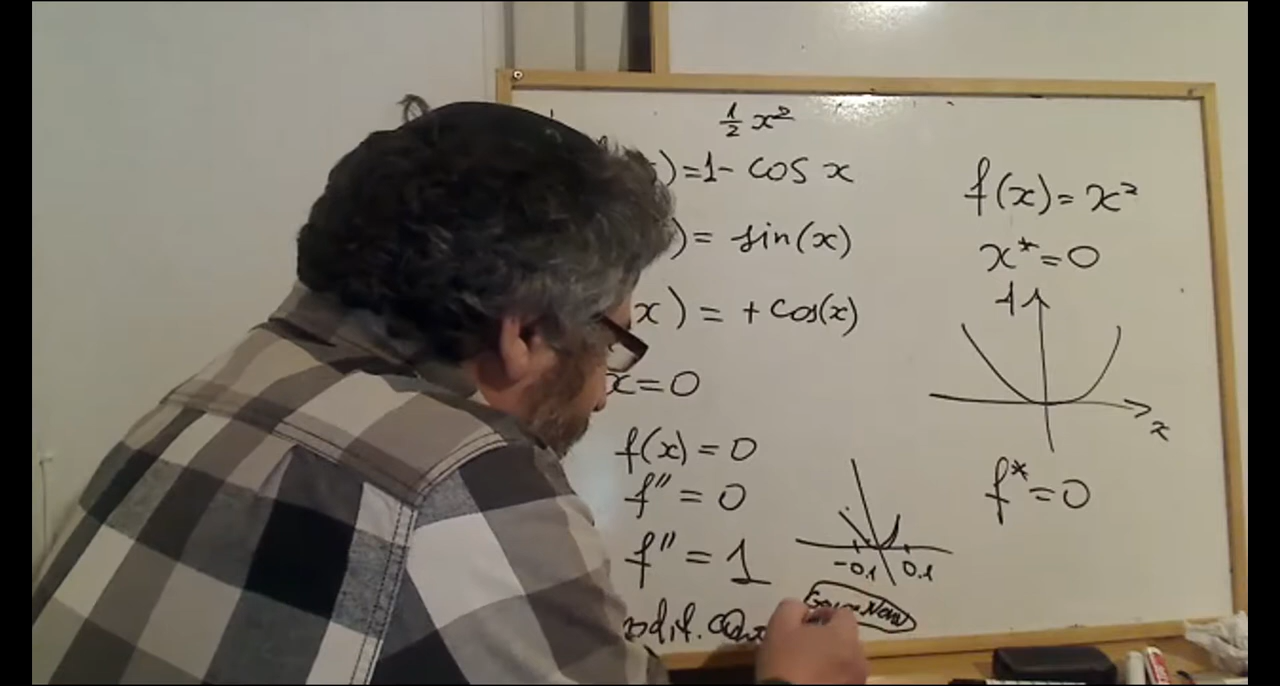 ½ x²
)=1- cos x
)= sin(x)
x) = + cos(x)
x=0
f(x) = 0
f″ = 0
f″ = 1
-0.1 0.1
f(x)= x²
x*=0
f
x
f*=0